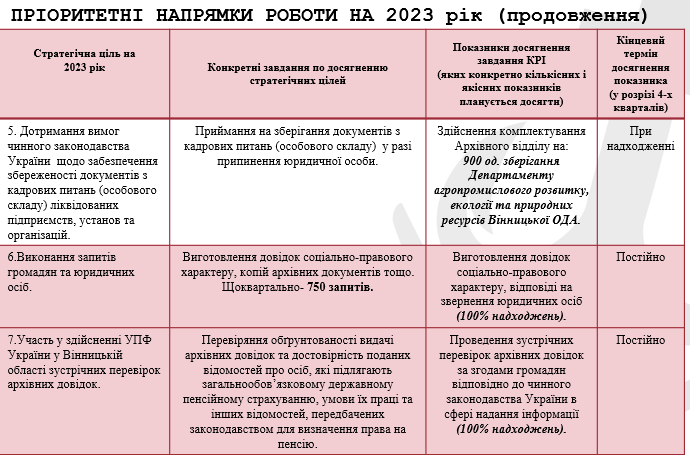 ПРІОРИТЕТНІ НАПРЯМКИ РОБОТИ НА 2023 рік (продовження)
Стратегічна ціль на
2023 рік
Конкретні завдання по досягненню
стратегічних цілей
Показники досягнення
завдання KPI
(яких конкретно кількісних і
якісних показників
планується досягти)
Кінцевий
термін
досягнення
показника
(у розрізі 4-х
кварталів)
5. Дотримання вимог
чинного законодавства
України щодо забезпечення
збереженості документів з
кадрових питань (особового
складу) ліквідованих
підприємств, установ та
організацій.
Приймання на зберігання документів з
кадрових питань (особового складу) у разі
припинення юридичної особи.
Здійснення комплектування
Архівного відділу на:
900 од. зберігання
Департаменту
агропромислового розвитку,
екології та природних
ресурсів Вінницької ОДА.
При
надходженні
6.Виконання запитів
громадян та юридичних
осіб.
Виготовлення довідок соціально-правового
характеру, копій архівних документів тощо.
Щоквартально- 750 запитів.
Виготовлення довідок
соціально-правового
характеру, відповіді на
звернення юридичних осіб
(100% надходжень).
Постійно
7.Участь у здійсненні УПФ
України у Вінницькій
області зустрічних перевірок
архівних довідок.
Перевіряння обґрунтованості видачі
архівних довідок та достовірність поданих
відомостей про осіб, які підлягають
загальнообов’язковому державному
пенсійному страхуванню, умови їх праці та
інших відомостей, передбачених
законодавством для визначення права на
пенсію.
Проведення зустрічних
перевірок архівних довідок
за згодами громадян
відповідно до чинного
законодавства України в
сфері надання інформації
(100% надходжень).
Постійно